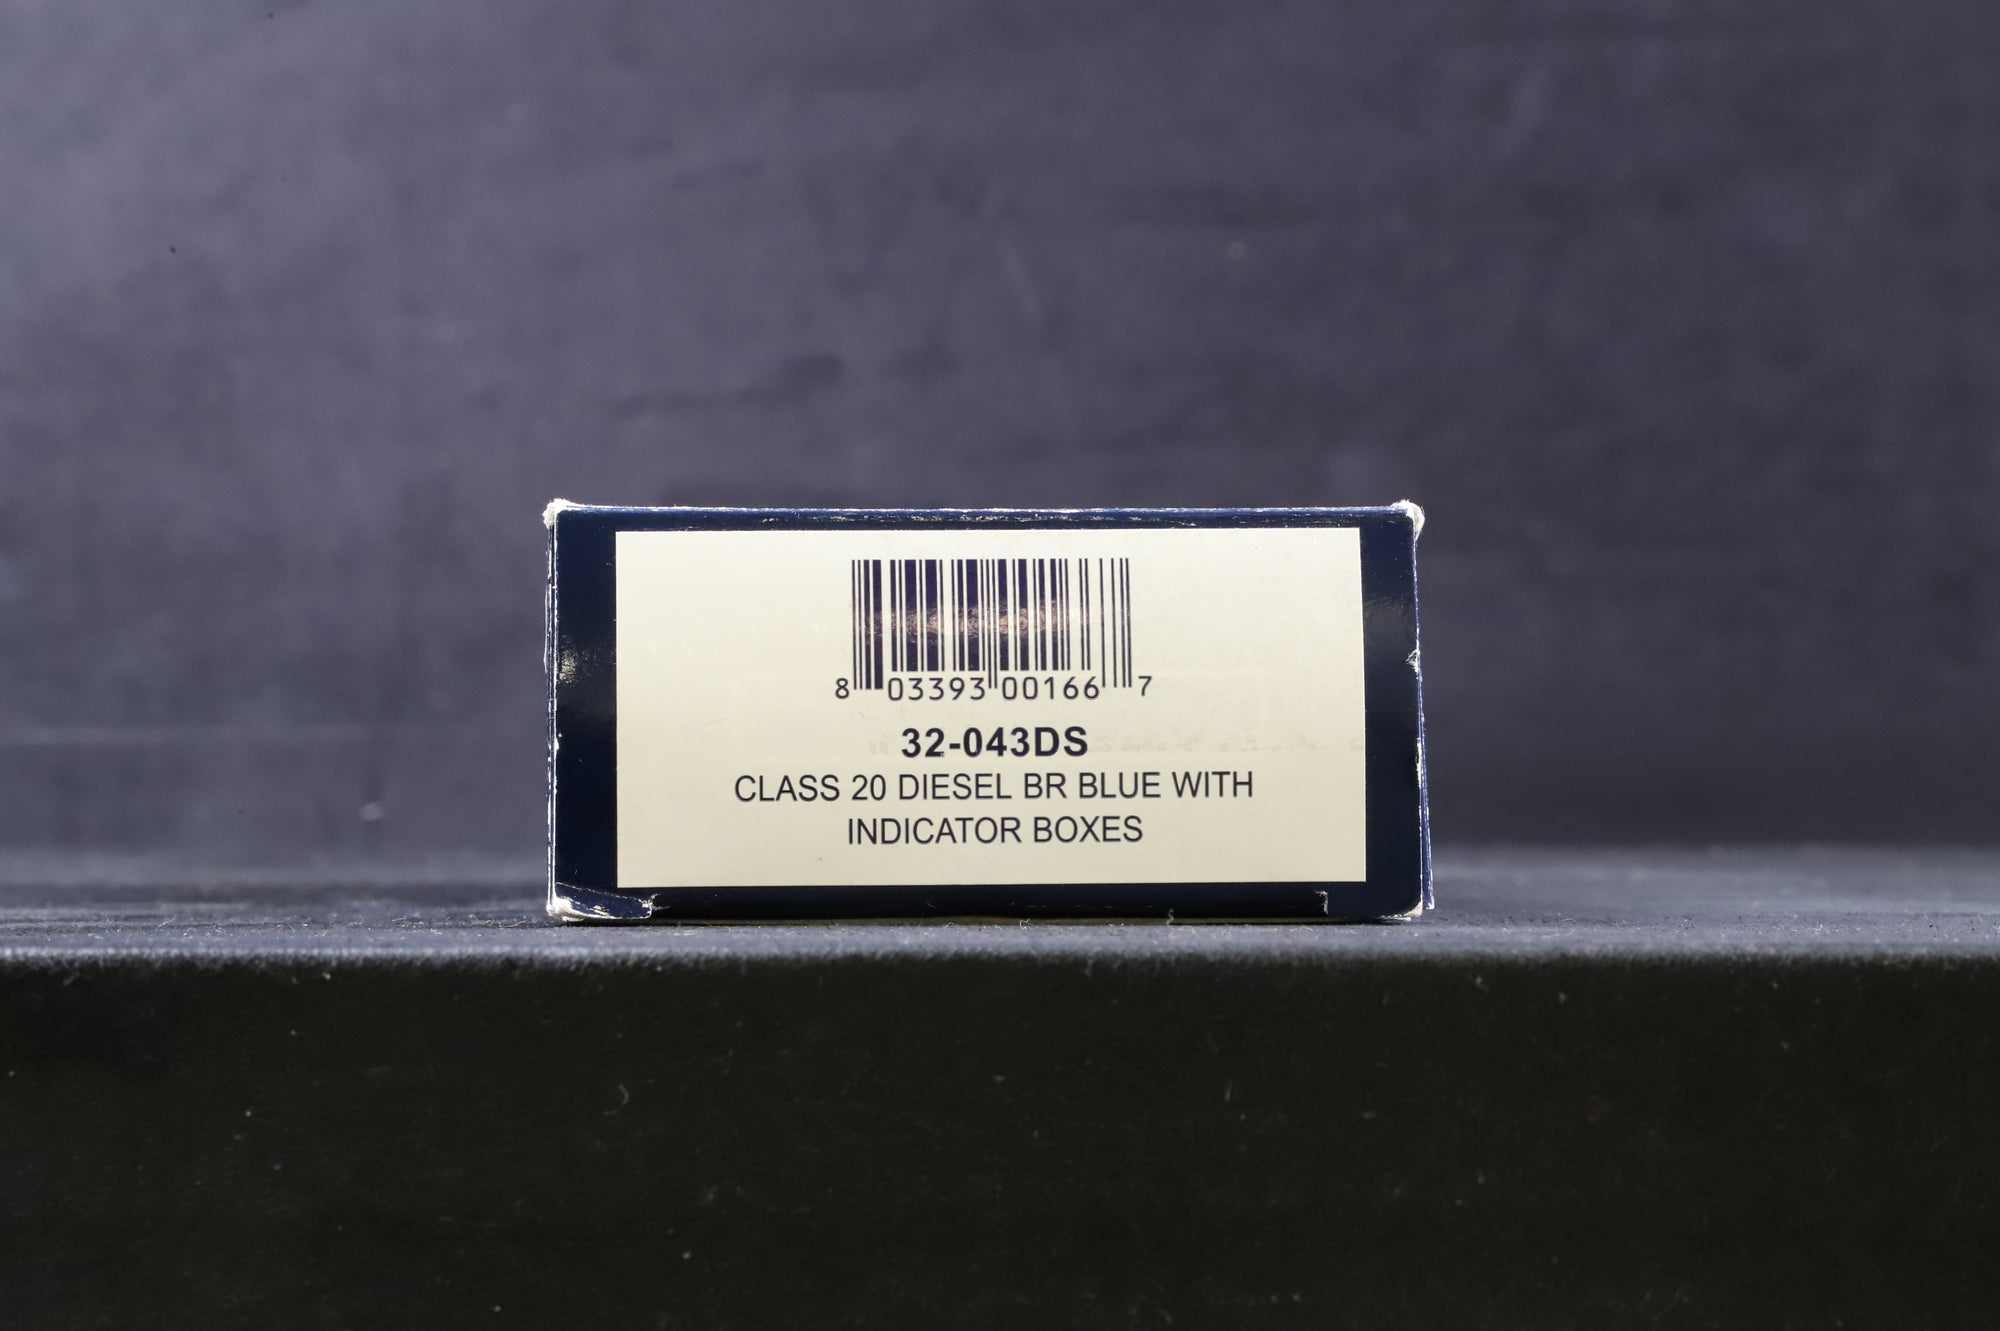 8 03393 00166 7
32-043DS
CLASS 20 DIESEL BR BLUE WITH
INDICATOR BOXES